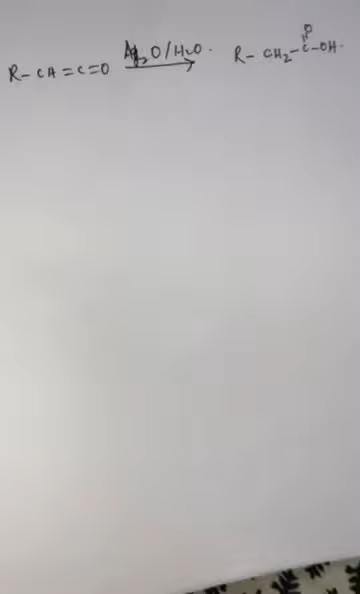 R-CH=C=O Ag₂O/H₂O. → R-CH₂-C(=O)-OH.